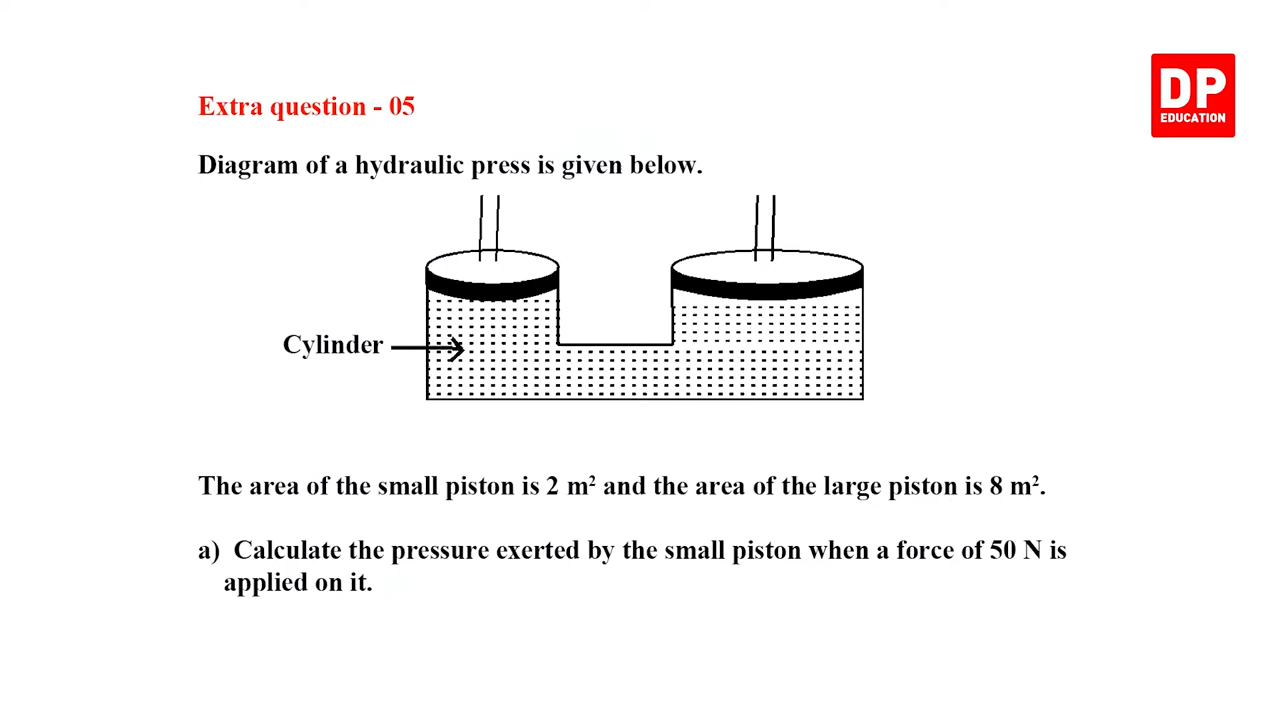 DP
EDUCATION
Extra question - 05
Diagram of a hydraulic press is given below.
Cylinder
The area of the small piston is 2 m² and the area of the large piston is 8 m².
a) Calculate the pressure exerted by the small piston when a force of 50 N is
applied on it.